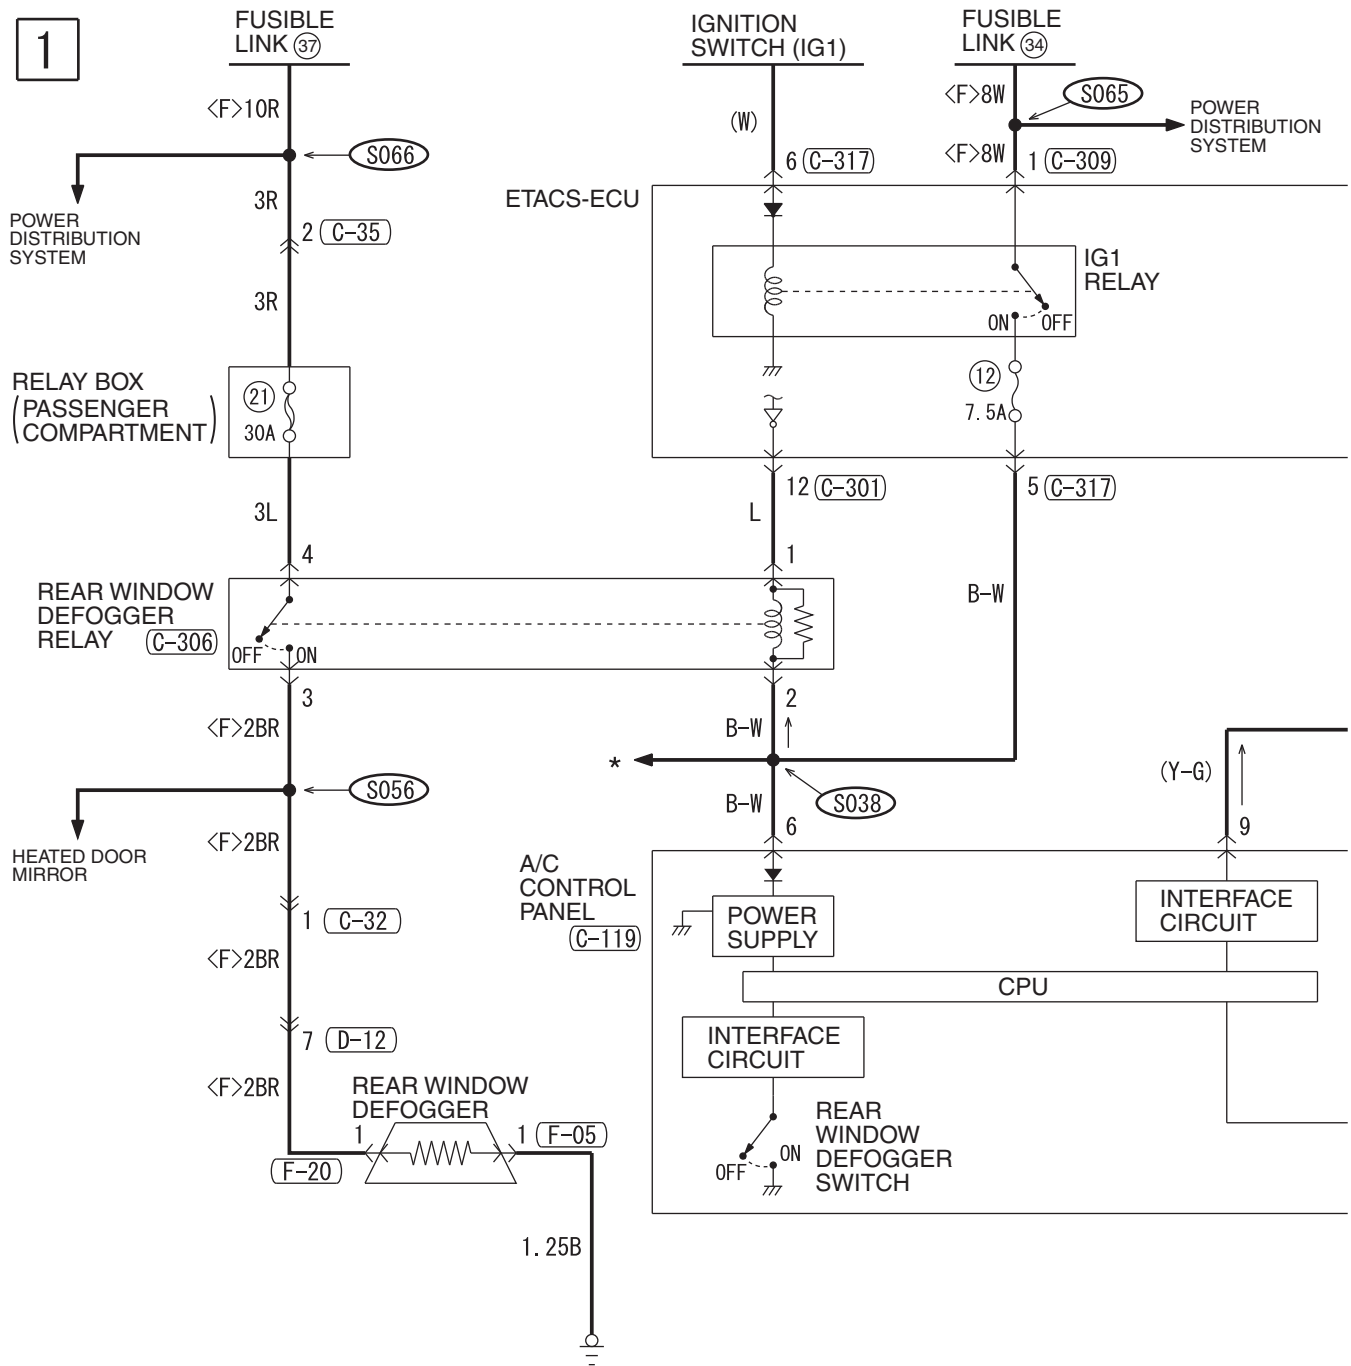 1
FUSIBLE
LINK 37
IGNITION
SWITCH (IG1)
FUSIBLE
LINK 34
<F>10R
(W)
<F>8W
S065
POWER
DISTRIBUTION
SYSTEM
S066
<F>8W
6 C-317
1 C-309
3R
ETACS-ECU
POWER
DISTRIBUTION
SYSTEM
2 C-35
IG1
RELAY
3R
ON
OFF
RELAY BOX
(PASSENGER
COMPARTMENT)
21
30A
12
7.5A
3L
12 C-301
5 C-317
L
4
1
REAR WINDOW
DEFOGGER
RELAY C-306
OFF
ON
B-W
3
2
<F>2BR
B-W
*
(Y-G)
S056
B-W
S038
<F>2BR
6
9
HEATED DOOR
MIRROR
A/C
CONTROL
PANEL
C-119
POWER
SUPPLY
INTERFACE
CIRCUIT
1 C-32
<F>2BR
CPU
7 D-12
INTERFACE
CIRCUIT
<F>2BR
REAR WINDOW
DEFOGGER
1
1 F-05
F-20
OFF
ON
REAR
WINDOW
DEFOGGER
SWITCH
1.25B